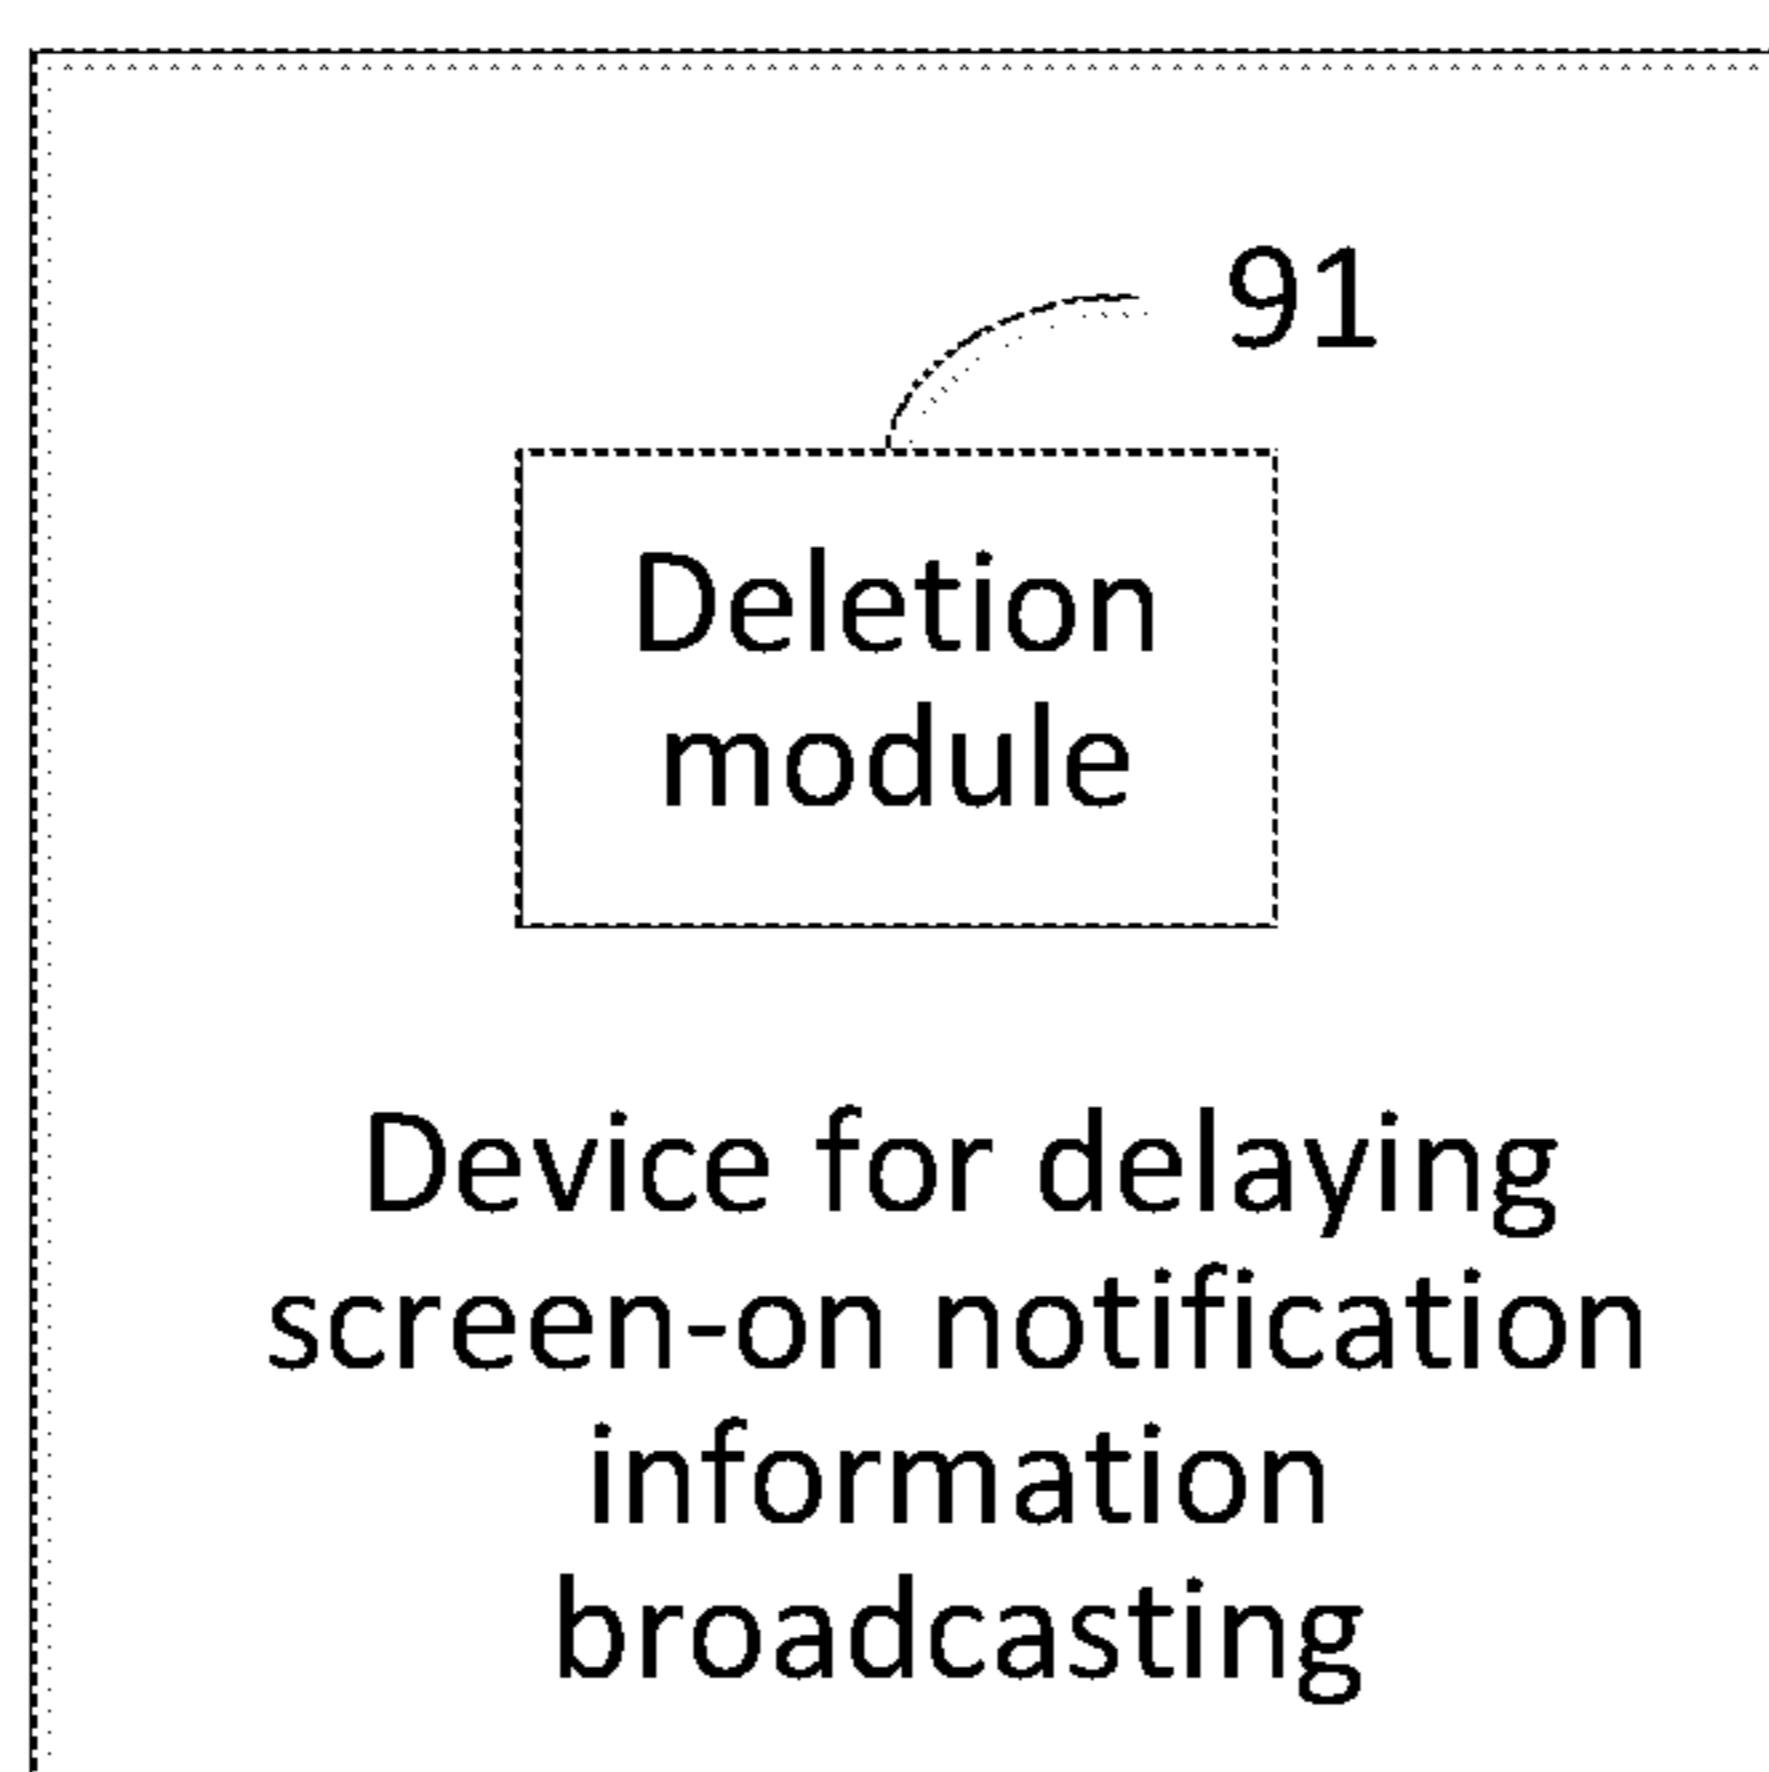 91
Deletion
module
Device for delaying
screen-on notification
information
broadcasting